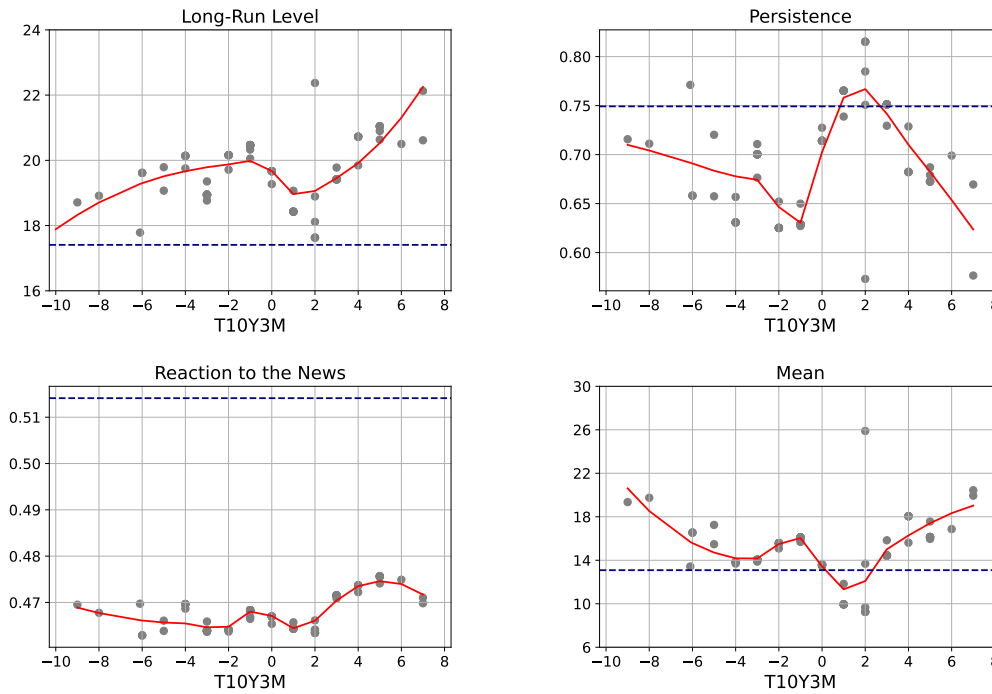 Long-Run Level
24
22
20
18
16
−10 −8 −6 −4 −2 0 2 4 6 8
T10Y3M
Persistence
0.80
0.75
0.70
0.65
0.60
−10 −8 −6 −4 −2 0 2 4 6 8
T10Y3M
Reaction to the News
0.51
0.50
0.49
0.48
0.47
−10 −8 −6 −4 −2 0 2 4 6 8
T10Y3M
Mean
30
26
22
18
14
10
6
−10 −8 −6 −4 −2 0 2 4 6 8
T10Y3M